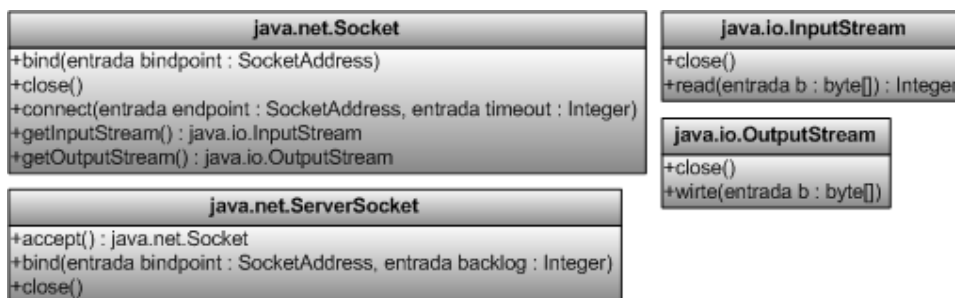 java.net.Socket
+bind(entrada bindpoint : SocketAddress)
+close()
+connect(entrada endpoint : SocketAddress, entrada timeout : Integer)
+getInputStream() : java.io.InputStream
+getOutputStream() : java.io.OutputStream
java.net.ServerSocket
+accept() : java.net.Socket
+bind(entrada bindpoint : SocketAddress, entrada backlog : Integer)
+close()
java.io.InputStream
+close()
+read(entrada b : byte[]) : Integer
java.io.OutputStream
+close()
+wirte(entrada b : byte[])